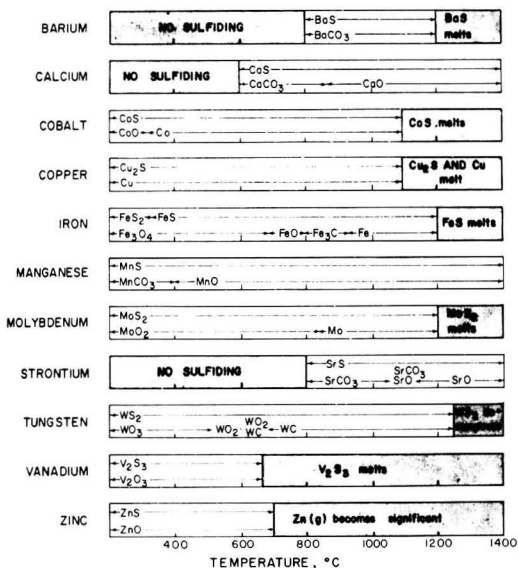 BARIUM
NO SULFIDING
BaS
BaCO3
BaS
melts
CALCIUM
NO SULFIDING
CaS
CaCO3 CaO
COBALT
CoS
CoO Co
CoS melts
COPPER
Cu2S
Cu
Cu2S AND Cu
melt
IRON
FeS2 FeS
Fe3O4 FeO Fe3C Fe
FeS melts
MANGANESE
MnS
MnCO3 MnO
MOLYBDENUM
MoS2
MoO2 Mo
MoS2
melts
STRONTIUM
NO SULFIDING
SrS
SrCO3
SrCO3 SrO SrO
TUNGSTEN
WS2
WO2
WO3 WO2 WC WC
VANADIUM
V2S3
V2O3
V2S3 melts
ZINC
ZnS
ZnO
Zn(g) becomes significant
400 600 800 1000 1200 1400
TEMPERATURE, °C